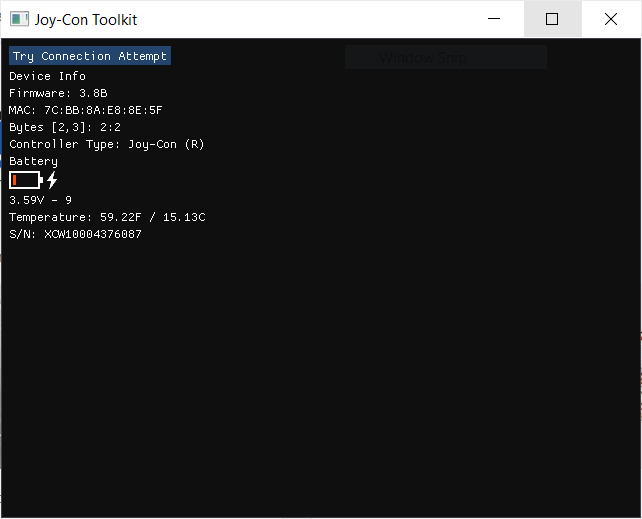 Joy-Con Toolkit
Window Snip
Try Connection Attempt
Device Info
Firmware: 3.8B
MAC: 7C:BB:8A:E8:8E:5F
Bytes [2,3]: 2:2
Controller Type: Joy-Con (R)
Battery
3.59V - 9
Temperature: 59.22F / 15.13C
S/N: XCW10004376087